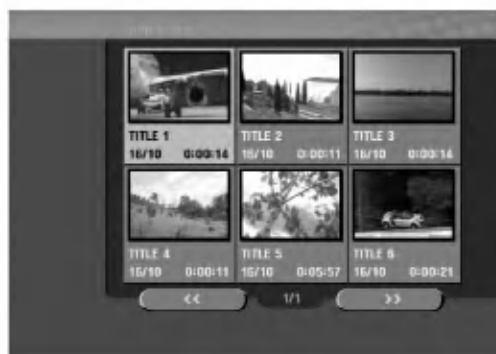 TITLE 1
16/10 0:00:14
TITLE 2
16/10 0:00:11
TITLE 3
16/10 0:00:14
TITLE 4
16/10 0:00:11
TITLE 5
16/10 0:05:57
TITLE 6
16/10 0:00:21
<< 1/1 >>